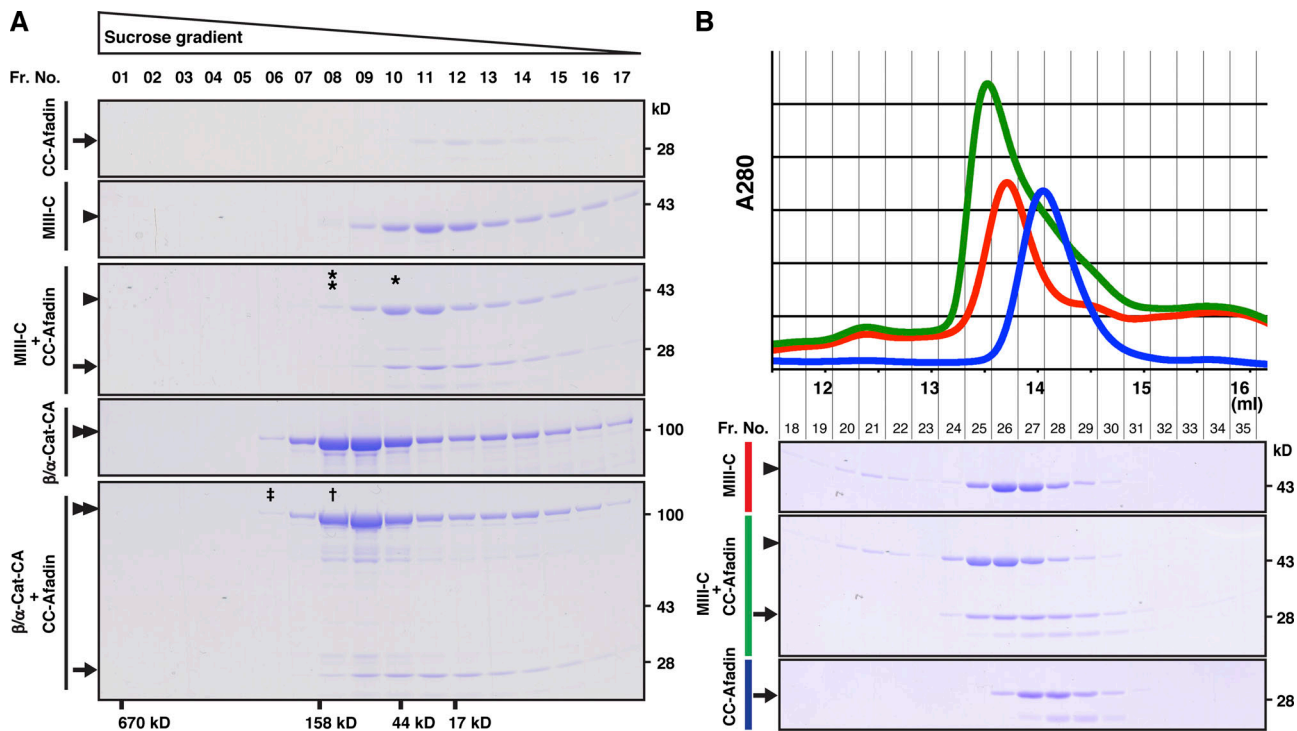 A
Sucrose gradient
Fr. No. 01 02 03 04 05 06 07 08 09 10 11 12 13 14 15 16 17
kD
CC-Afadin
28
MIII-C
43
MIII-C
+
CC-Afadin
** *
43
28
β/α-Cat-CA
100
β/α-Cat-CA
+
CC-Afadin
‡ †
100
43
28
670 kD 158 kD 44 kD 17 kD
B
A280
12 13 14 15 16
(ml)
Fr. No. 18 19 20 21 22 23 24 25 26 27 28 29 30 31 32 33 34 35
kD
MIII-C
43
MIII-C
+
CC-Afadin
43
28
CC-Afadin
28